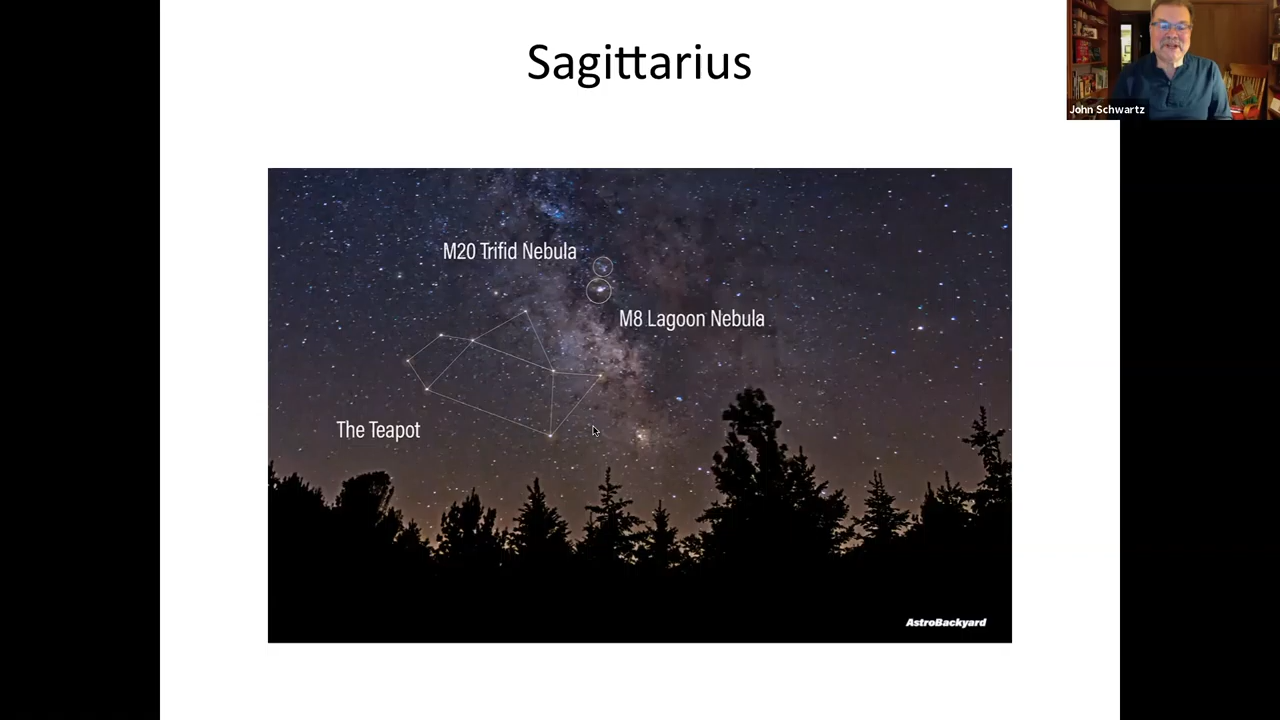 Sagittarius
John Schwartz
M20 Trifid Nebula
M8 Lagoon Nebula
The Teapot
AstroBackyard